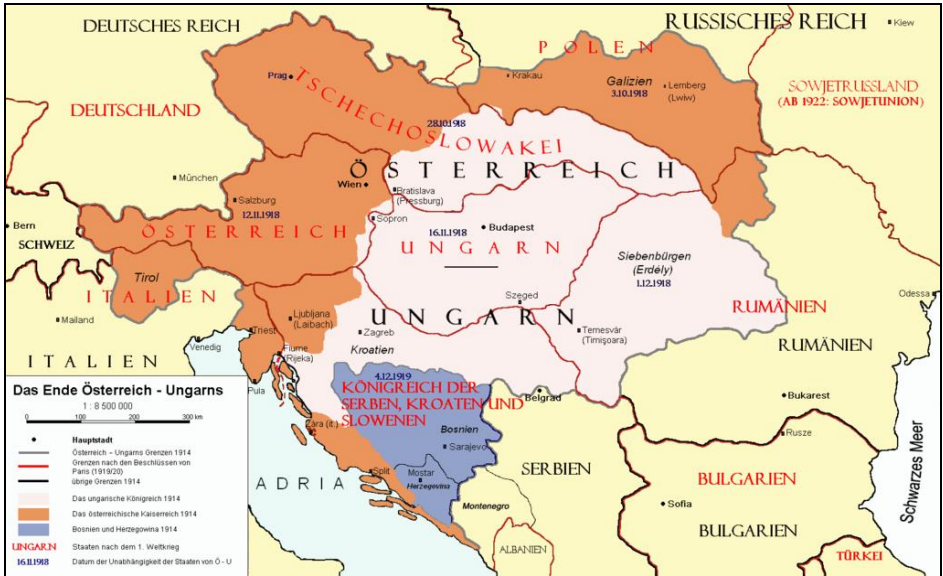 DEUTSCHES REICH
RUSSISCHES REICH
Kiew
POLEN
Krakau
Galizien
3.10.1918
Lemberg
(Lwiw)
SOWJETRUSSLAND
(AB 1922: SOWJETUNION)
Prag
TSCHECHOSLOWAKEI
28.10.1918
DEUTSCHLAND
ÖSTERREICH
München
Wien
Bratislava
(Pressburg)
Salzburg
12.11.1918
ÖSTERREICH
Sopron
Bern
SCHWEIZ
16.11.1918
Budapest
UNGARN
Siebenbürgen
(Erdély)
1.12.1918
Tirol
ITALIEN
RUMÄNIEN
Odessa
Mailand
Venedig
Triest
Ljubljana
(Laibach)
Szeged
UNGARN
Zagreb
Temesvár
(Timişoara)
Kroatien
RUMÄNIEN
ITALIEN
Fiume
(Rijeka)
Pula
4.12.1919
KÖNIGREICH DER
SERBEN, KROATEN UND
SLOWENEN
Belgrad
Bukarest
Zára (it.)
Bosnien
Sarajevo
Rusze
Split
Mostar
Herzegevina
SERBIEN
ADRIA
Montenegro
BULGARIEN
Sofia
BULGARIEN
ALBANIEN
TÜRKEI
Schwarzes Meer
Das Ende Österreich - Ungarns
1 : 8 500 000
0 100 200 300 km
Hauptstadt
Österreich - Ungarns Grenzen 1914
Grenzen nach den Beschlüssen von
Paris (1919/20)
übrige Grenzen 1914
Das ungarische Königreich 1914
Das österreichische Kaiserreich 1914
Bosnien und Herzegowina 1914
UNGARN Staaten nach dem 1. Weltkrieg
16.11.1918 Datum der Unabhängigkeit der Staaten von Ö - U